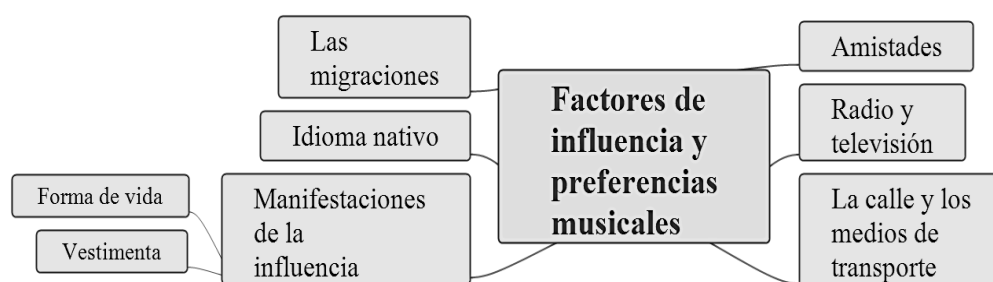 Las
migraciones
Idioma nativo
Manifestaciones
de la
influencia
Forma de vida
Vestimenta
Factores de
influencia y
preferencias
musicales
Amistades
Radio y
televisión
La calle y los
medios de
transporte